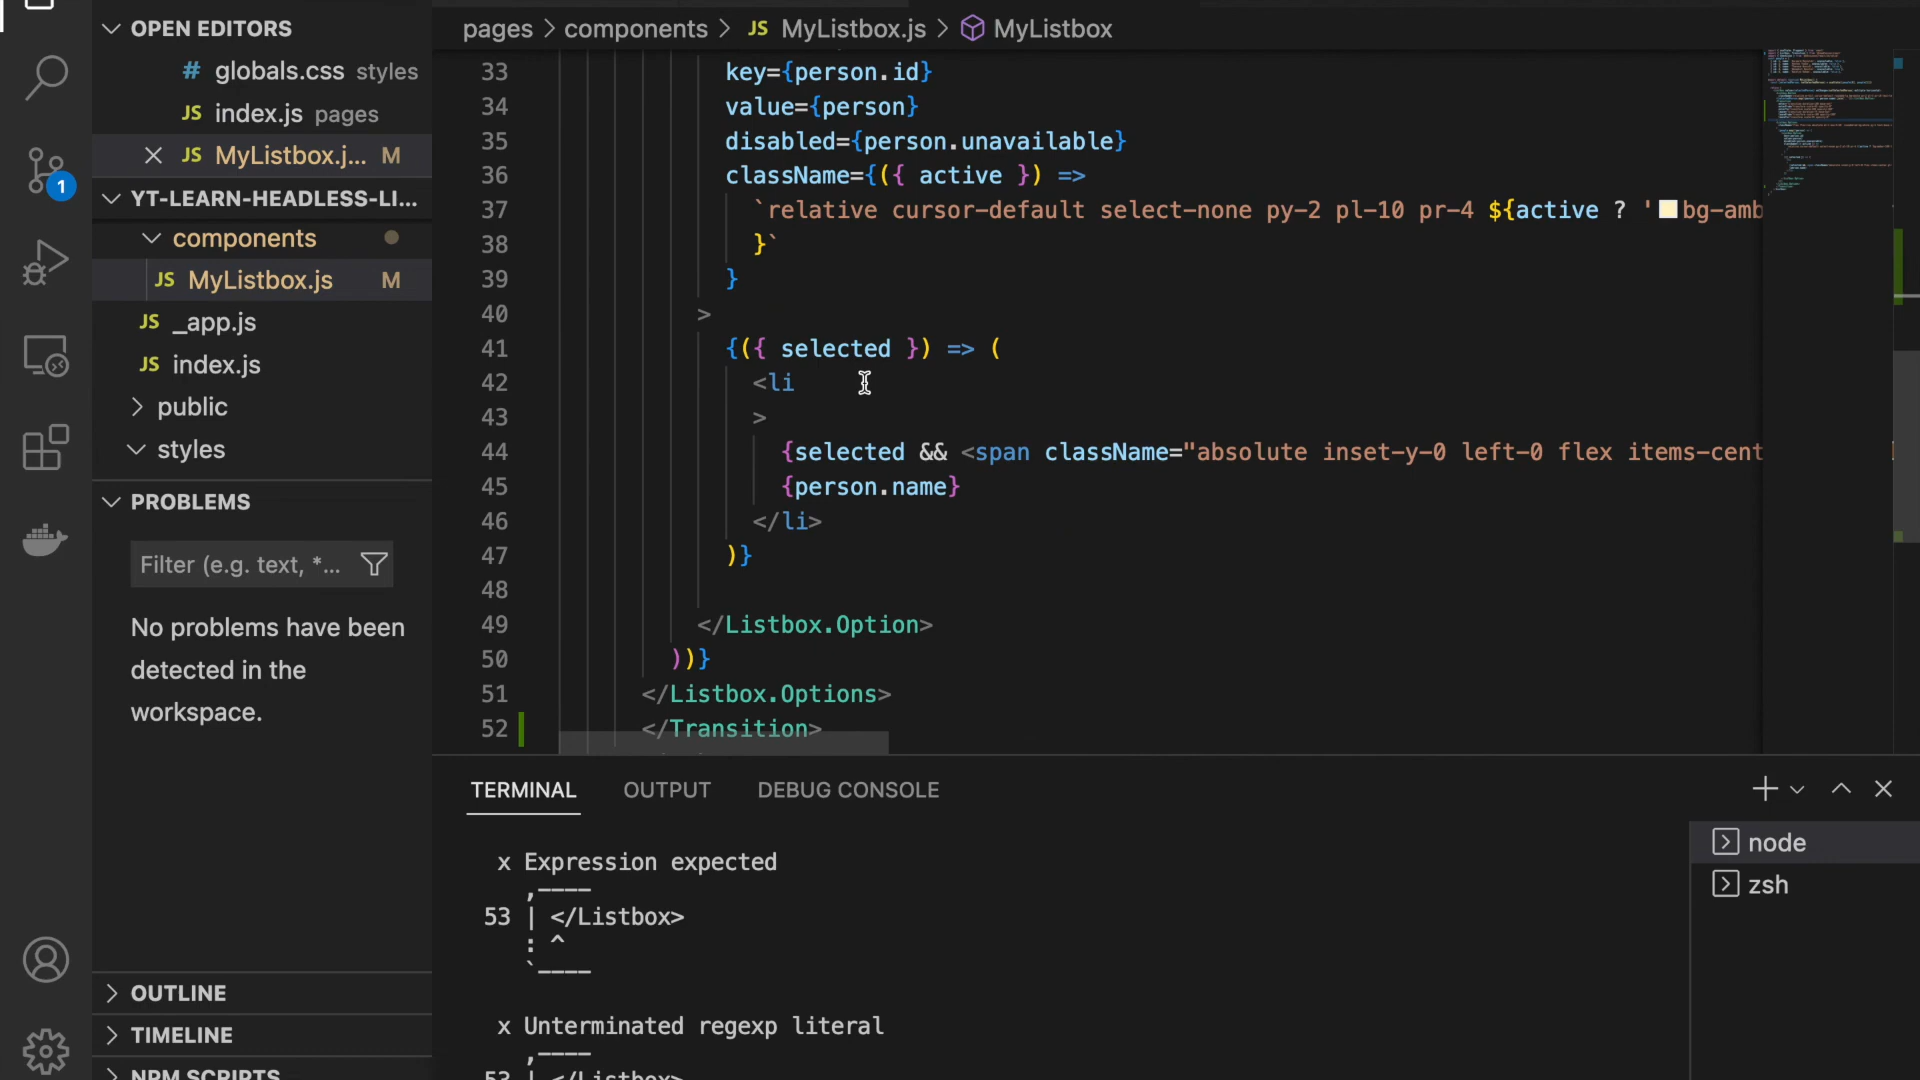 OPEN EDITORS
# globals.css styles
JS index.js pages
JS MyListbox.j... M
YT-LEARN-HEADLESS-LI...
components
JS MyListbox.js M
JS _app.js
JS index.js
public
styles
PROBLEMS
Filter (e.g. text, *...
No problems have been
detected in the
workspace.
OUTLINE
TIMELINE
NPM SCRIPTS
1
pages > components > JS MyListbox.js > MyListbox
33 key={person.id}
34 value={person}
35 disabled={person.unavailable}
36 className={({ active }) =>
37 `relative cursor-default select-none py-2 pl-10 pr-4 ${active ? 'bg-amb
38 }`
39 }
40 >
41 {({ selected }) => (
42 <li
43 >
44 {selected && <span className="absolute inset-y-0 left-0 flex items-cent
45 {person.name}
46 </li>
47 )}
48
49 </Listbox.Option>
50 ))}
51 </Listbox.Options>
52 </Transition>
TERMINAL OUTPUT DEBUG CONSOLE
x Expression expected
,----
53 | </Listbox>
: ^
`----
x Unterminated regexp literal
,----
53 | </Listbox>
node
zsh